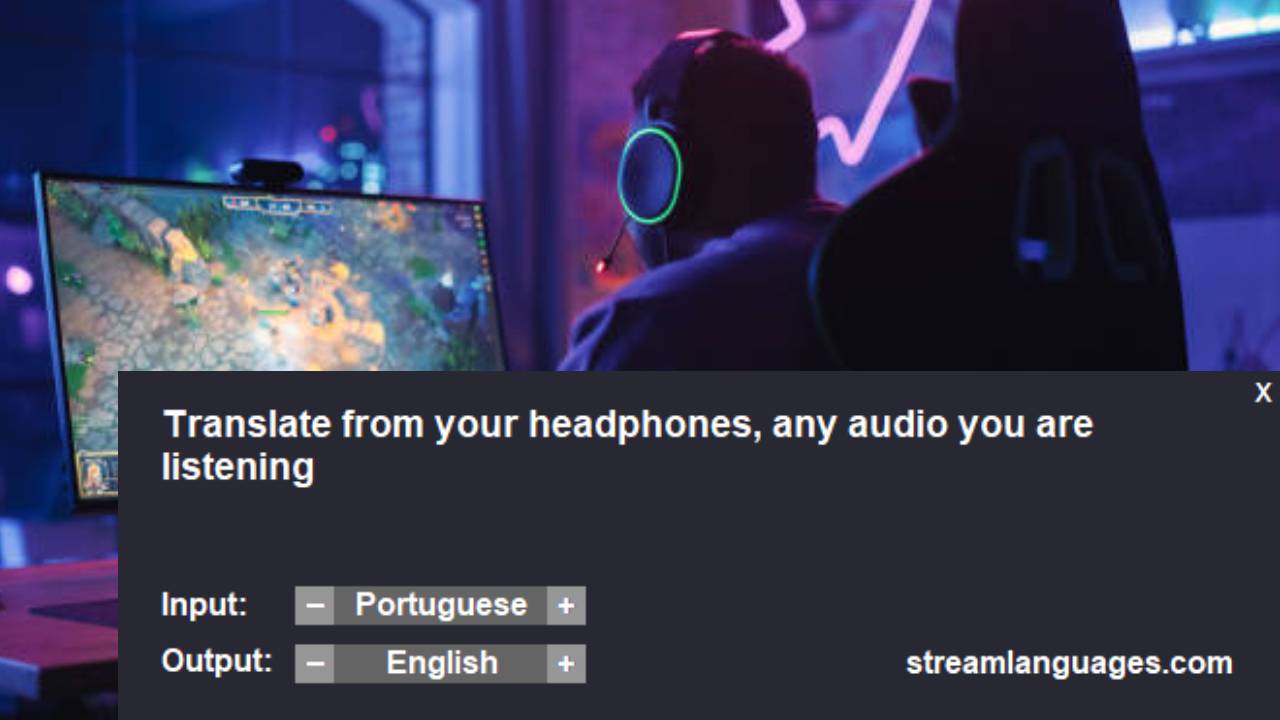 X
Translate from your headphones, any audio you are
listening
Input: – Portuguese +
Output: – English +
streamlanguages.com